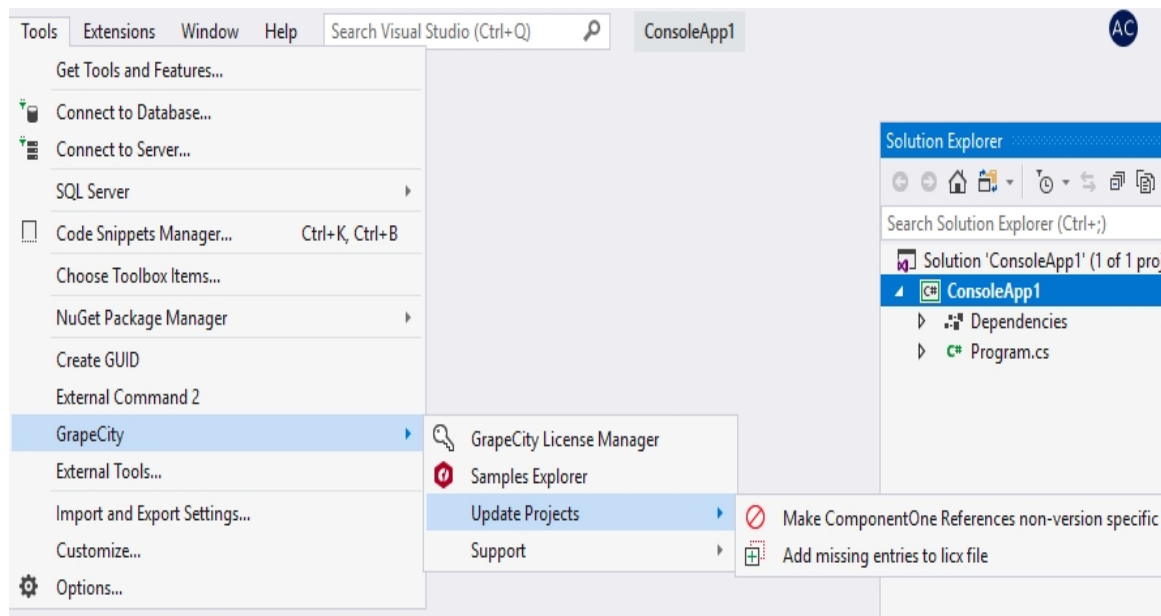 Tools Extensions Window Help Search Visual Studio (Ctrl+Q) ConsoleApp1 AC
Get Tools and Features...
Connect to Database...
Connect to Server...
SQL Server
Code Snippets Manager... Ctrl+K, Ctrl+B
Choose Toolbox Items...
NuGet Package Manager
Create GUID
External Command 2
GrapeCity
External Tools...
Import and Export Settings...
Customize...
Options...
GrapeCity License Manager
Samples Explorer
Update Projects
Support
Make ComponentOne References non-version specific
Add missing entries to licx file
Solution Explorer
Search Solution Explorer (Ctrl+;)
Solution 'ConsoleApp1' (1 of 1 proj
C# ConsoleApp1
Dependencies
C# Program.cs